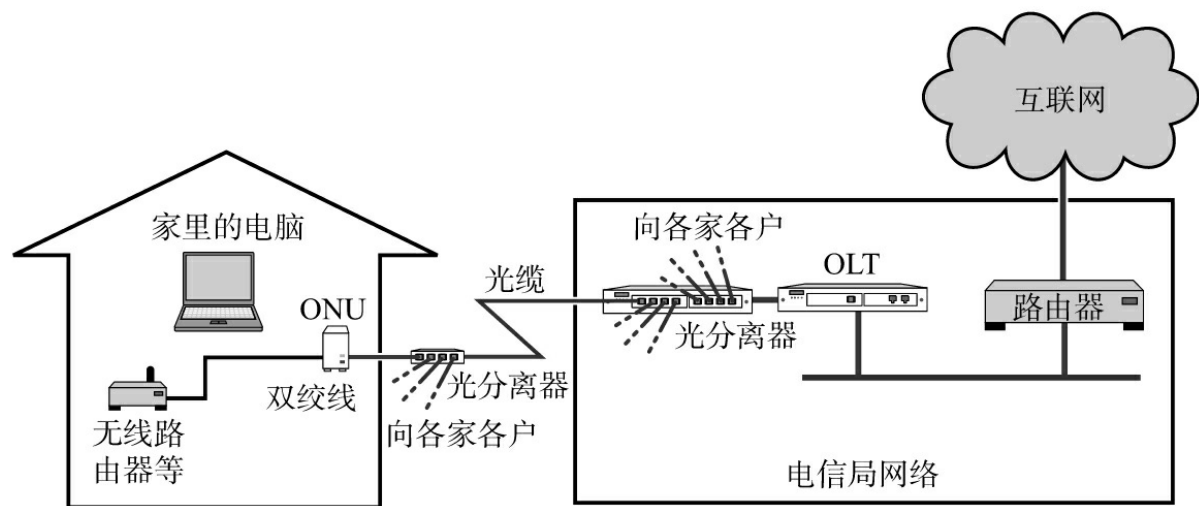 互联网
向各家各户
家里的电脑
OLT
光缆
ONU
路由器
光分离器
光分离器
双绞线
向各家各户
无线路
由器等
电信局网络